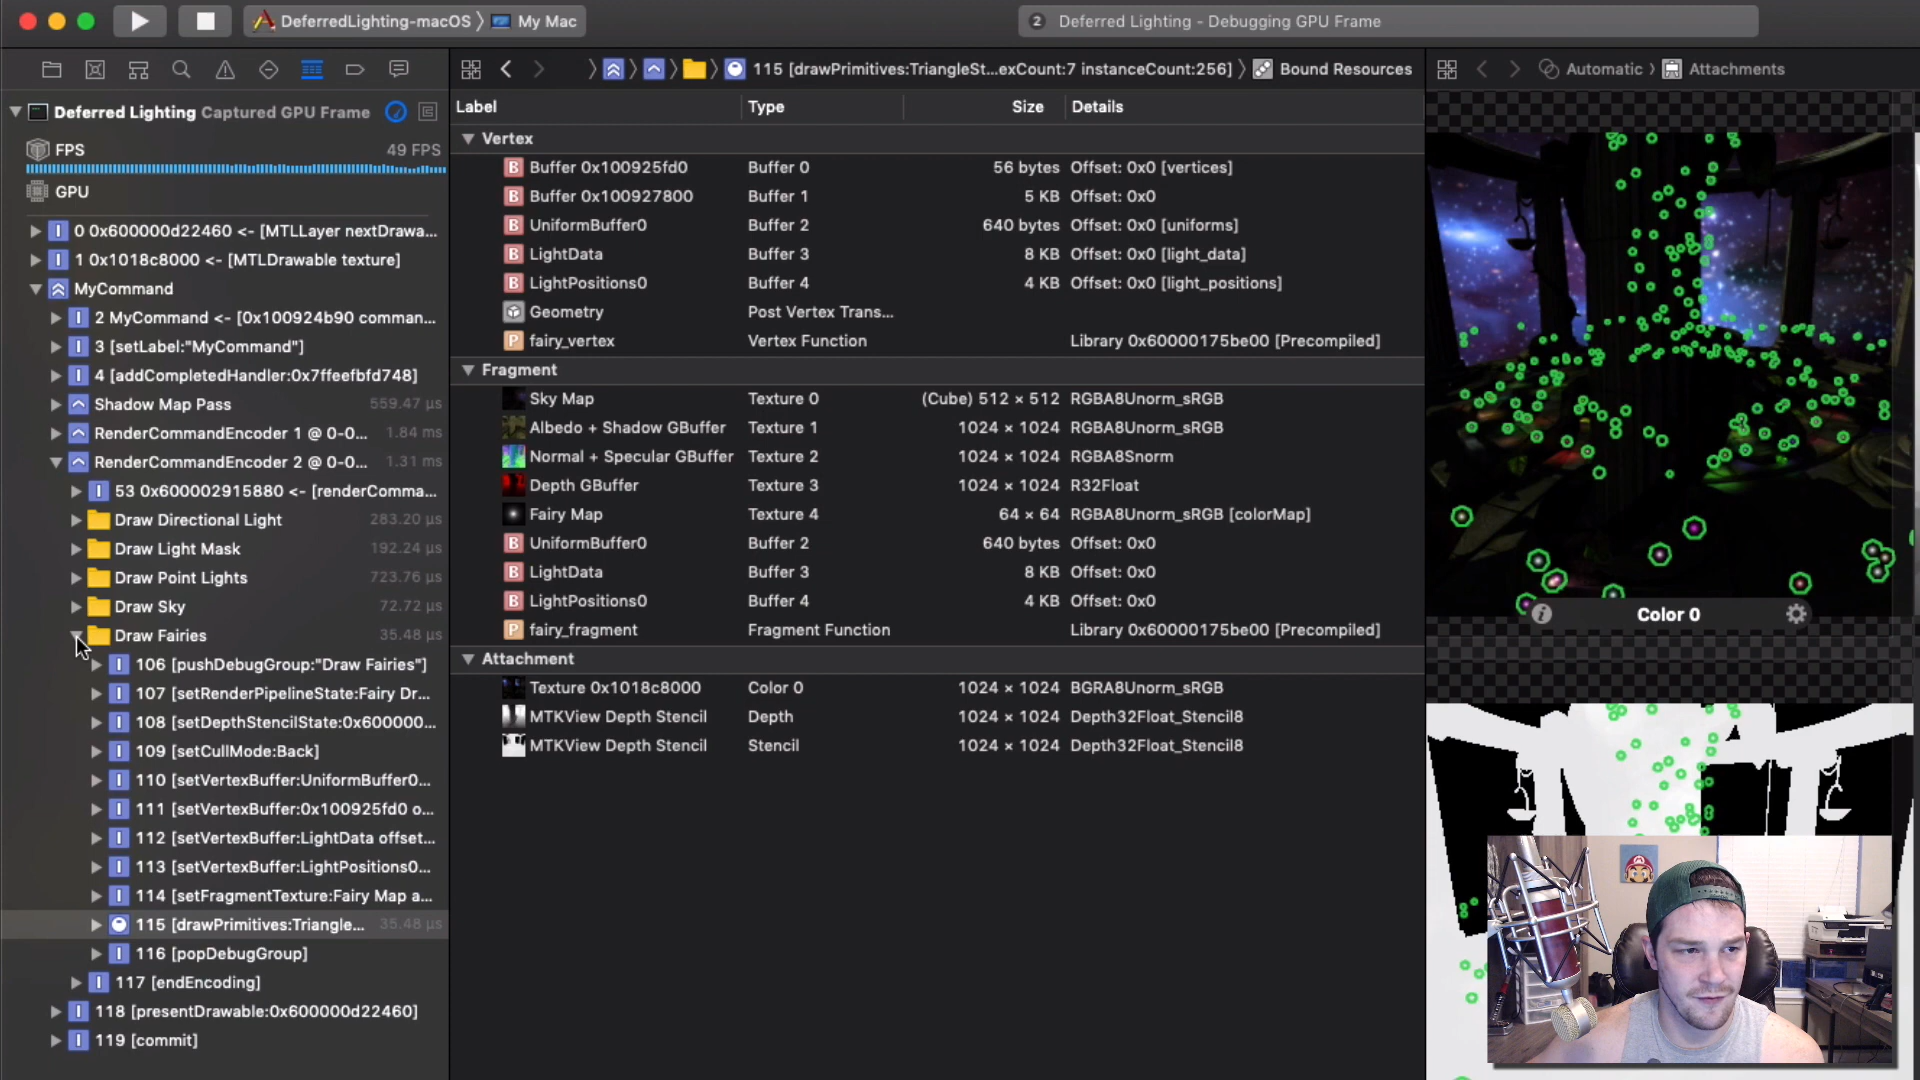 DeferredLighting-macOS 〉 My Mac
2 Deferred Lighting - Debugging GPU Frame
115 [drawPrimitives:TriangleSt...exCount:7 instanceCount:256] 〉 Bound Resources
Automatic 〉 Attachments
Deferred Lighting Captured GPU Frame
FPS 49 FPS
GPU
0 0x600000d22460 <- [MTLLayer nextDrawa...
1 0x1018c8000 <- [MTLDrawable texture]
MyCommand
2 MyCommand <- [0x100924b90 comman...
3 [setLabel:"MyCommand"]
4 [addCompletedHandler:0x7ffeefbfd748]
Shadow Map Pass 559.47 µs
RenderCommandEncoder 1 @ 0-0... 1.84 ms
RenderCommandEncoder 2 @ 0-0... 1.31 ms
53 0x600002915880 <- [renderComma...
Draw Directional Light 283.20 µs
Draw Light Mask 192.24 µs
Draw Point Lights 723.76 µs
Draw Sky 72.72 µs
Draw Fairies 35.48 µs
106 [pushDebugGroup:"Draw Fairies"]
107 [setRenderPipelineState:Fairy Dr...
108 [setDepthStencilState:0x600000...
109 [setCullMode:Back]
110 [setVertexBuffer:UniformBuffer0...
111 [setVertexBuffer:0x100925fd0 o...
112 [setVertexBuffer:LightData offset...
113 [setVertexBuffer:LightPositions0...
114 [setFragmentTexture:Fairy Map a...
115 [drawPrimitives:Triangle... 35.48 µs
116 [popDebugGroup]
117 [endEncoding]
118 [presentDrawable:0x600000d22460]
119 [commit]
Label Type Size Details
Vertex
B Buffer 0x100925fd0 Buffer 0 56 bytes Offset: 0x0 [vertices]
B Buffer 0x100927800 Buffer 1 5 KB Offset: 0x0
B UniformBuffer0 Buffer 2 640 bytes Offset: 0x0 [uniforms]
B LightData Buffer 3 8 KB Offset: 0x0 [light_data]
B LightPositions0 Buffer 4 4 KB Offset: 0x0 [light_positions]
Geometry Post Vertex Trans...
P fairy_vertex Vertex Function Library 0x60000175be00 [Precompiled]
Fragment
Sky Map Texture 0 (Cube) 512 × 512 RGBA8Unorm_sRGB
Albedo + Shadow GBuffer Texture 1 1024 × 1024 RGBA8Unorm_sRGB
Normal + Specular GBuffer Texture 2 1024 × 1024 RGBA8Snorm
Depth GBuffer Texture 3 1024 × 1024 R32Float
Fairy Map Texture 4 64 × 64 RGBA8Unorm_sRGB [colorMap]
B UniformBuffer0 Buffer 2 640 bytes Offset: 0x0
B LightData Buffer 3 8 KB Offset: 0x0
B LightPositions0 Buffer 4 4 KB Offset: 0x0
P fairy_fragment Fragment Function Library 0x60000175be00 [Precompiled]
Attachment
Texture 0x1018c8000 Color 0 1024 × 1024 BGRA8Unorm_sRGB
MTKView Depth Stencil Depth 1024 × 1024 Depth32Float_Stencil8
MTKView Depth Stencil Stencil 1024 × 1024 Depth32Float_Stencil8
Color 0